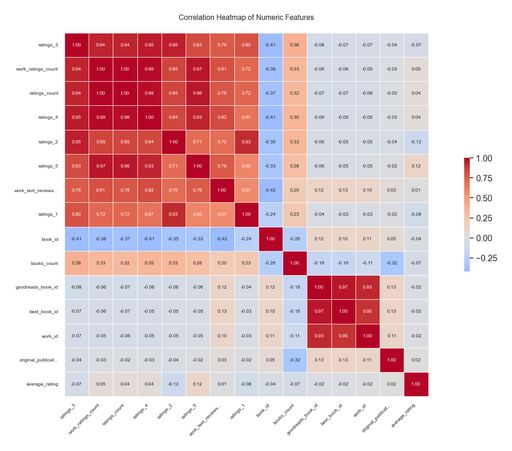 Correlation Heatmap of Numeric Features
ratings_3 1.00 0.94 0.94 0.95 0.95 0.83 0.76 0.80 -0.41 0.38 -0.08 -0.07 -0.07 -0.04 -0.07
work_ratings_count 0.94 1.00 1.00 0.99 0.85 0.97 0.81 0.72 -0.38 0.33 -0.06 -0.06 -0.05 -0.03 0.05
ratings_count 0.94 1.00 1.00 0.98 0.85 0.96 0.78 0.72 -0.37 0.32 -0.07 -0.07 -0.06 -0.02 0.04
ratings_4 0.95 0.99 0.98 1.00 0.84 0.93 0.82 0.67 -0.41 0.35 -0.06 -0.05 -0.05 -0.03 0.04
ratings_2 0.95 0.85 0.85 0.84 1.00 0.71 0.70 0.93 -0.35 0.33 -0.06 -0.05 -0.05 -0.04 -0.12
ratings_5 0.83 0.97 0.96 0.93 0.71 1.00 0.76 0.60 -0.33 0.28 -0.06 -0.05 -0.05 -0.02 0.12
work_text_reviews... 0.76 0.81 0.78 0.82 0.70 0.76 1.00 0.57 -0.42 0.20 0.12 0.13 0.10 0.03 0.01
ratings_1 0.80 0.72 0.72 0.67 0.93 0.60 0.57 1.00 -0.24 0.23 -0.04 -0.03 -0.03 -0.02 -0.08
book_id -0.41 -0.38 -0.37 -0.41 -0.35 -0.33 -0.42 -0.24 1.00 -0.26 0.12 0.10 0.11 0.05 -0.04
books_count 0.38 0.33 0.32 0.35 0.33 0.28 0.20 0.23 -0.26 1.00 -0.16 -0.16 -0.11 -0.32 -0.07
goodreads_book_id -0.08 -0.06 -0.07 -0.06 -0.06 -0.06 0.12 -0.04 0.12 -0.16 1.00 0.97 0.93 0.13 -0.02
best_book_id -0.07 -0.06 -0.07 -0.05 -0.05 -0.05 0.13 -0.03 0.10 -0.16 0.97 1.00 0.90 0.13 -0.02
work_id -0.07 -0.05 -0.06 -0.05 -0.05 -0.05 0.10 -0.03 0.11 -0.11 0.93 0.90 1.00 0.11 -0.02
original_publicat... -0.04 -0.03 -0.02 -0.03 -0.04 -0.02 0.03 -0.02 0.05 -0.32 0.13 0.13 0.11 1.00 0.02
average_rating -0.07 0.05 0.04 0.04 -0.12 0.12 0.01 -0.08 -0.04 -0.07 -0.02 -0.02 -0.02 0.02 1.00
ratings_3 work_ratings_count ratings_count ratings_4 ratings_2 ratings_5 work_text_reviews... ratings_1 book_id books_count goodreads_book_id best_book_id work_id original_publicat... average_rating
1.00
0.75
0.50
0.25
0.00
−0.25